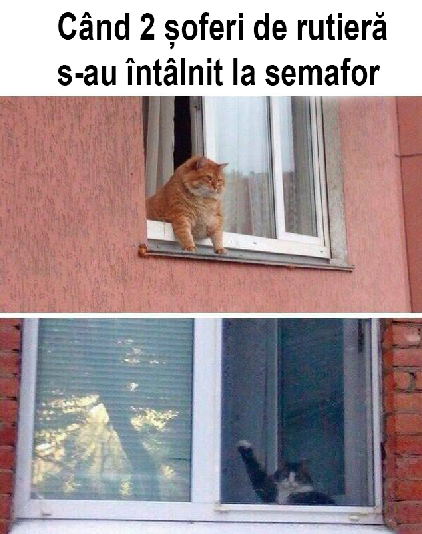 Când 2 șoferi de rutieră
s-au întâlnit la semafor